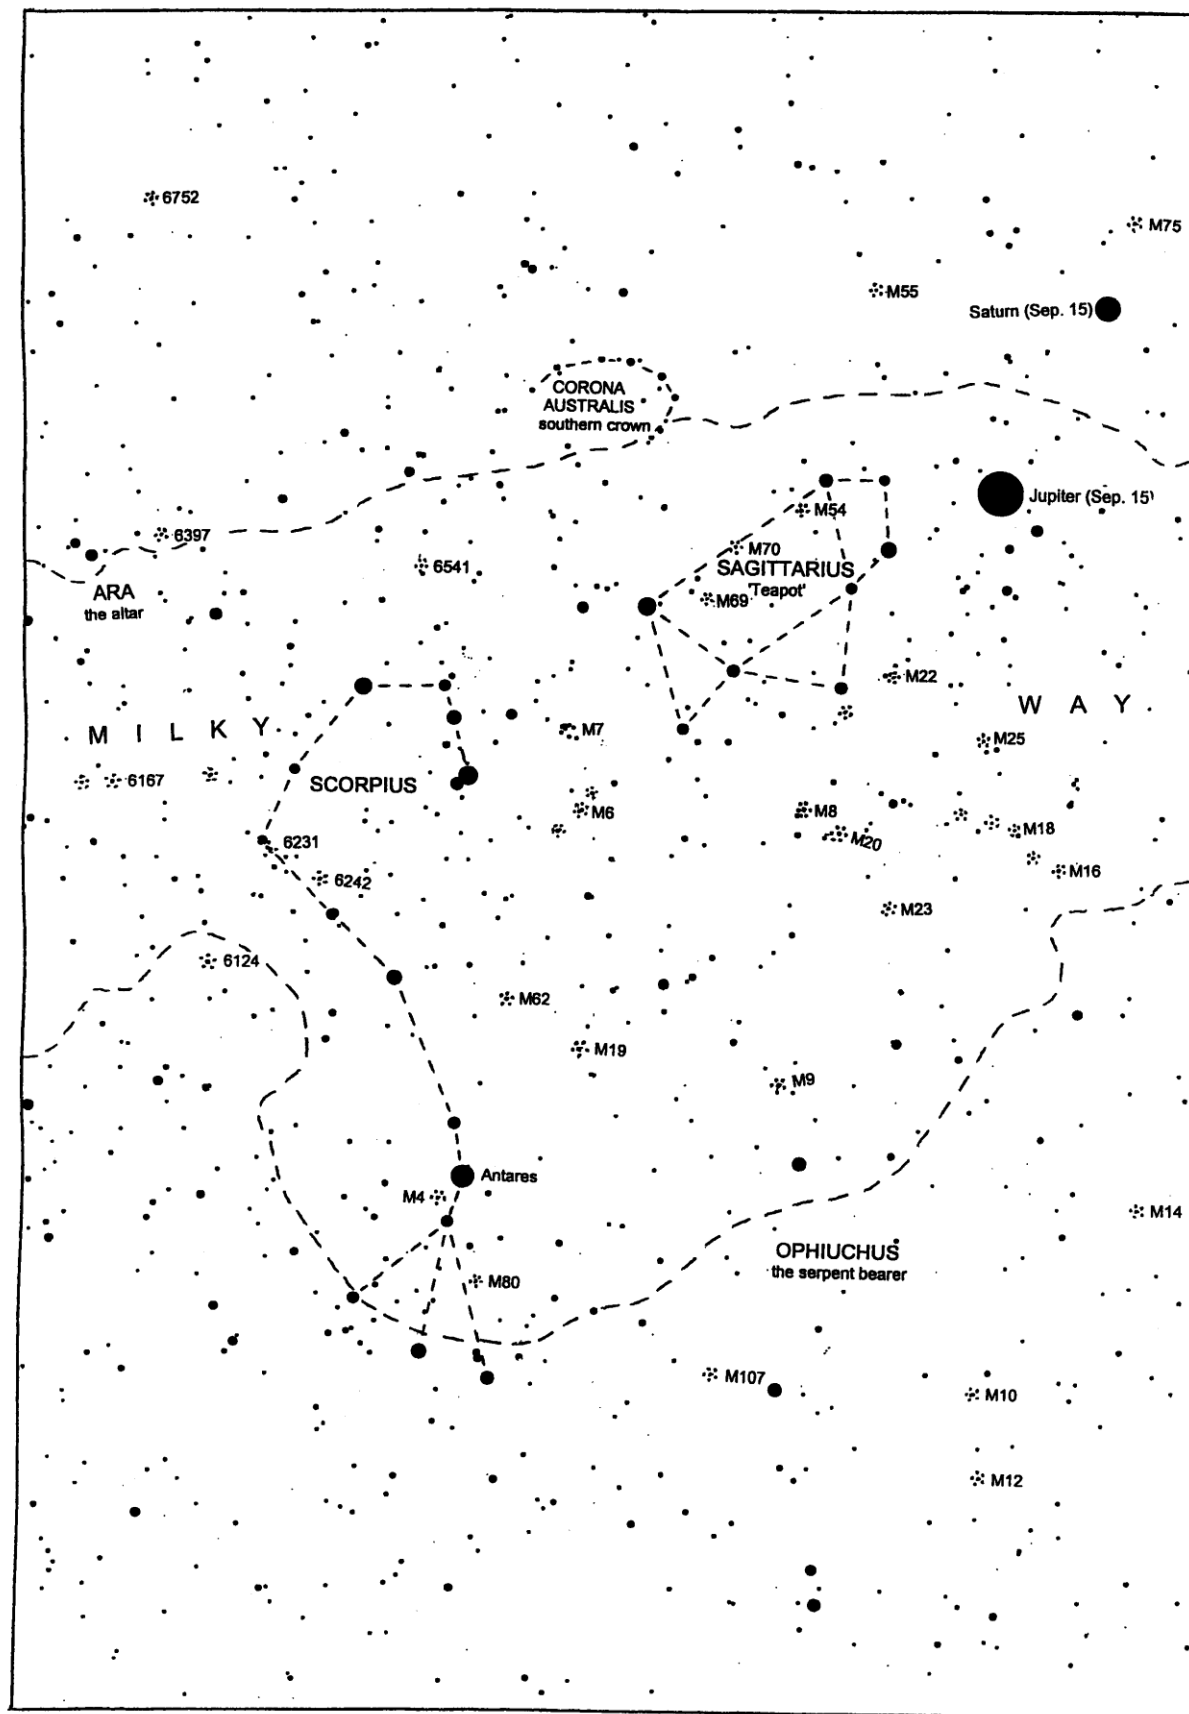 6752
M75
M55
Saturn (Sep. 15)
CORONA
AUSTRALIS
southern crown
Jupiter (Sep. 15)
M54
6397
M70
6541
SAGITTARIUS
'Teapot'
ARA
the altar
M69
M22
MILKY
WAY
M7
M25
6167
SCORPIUS
M6
M8
M18
M20
6231
M16
6242
M23
6124
M62
M19
M9
Antares
M4
M14
OPHIUCHUS
the serpent bearer
M80
M107
M10
M12